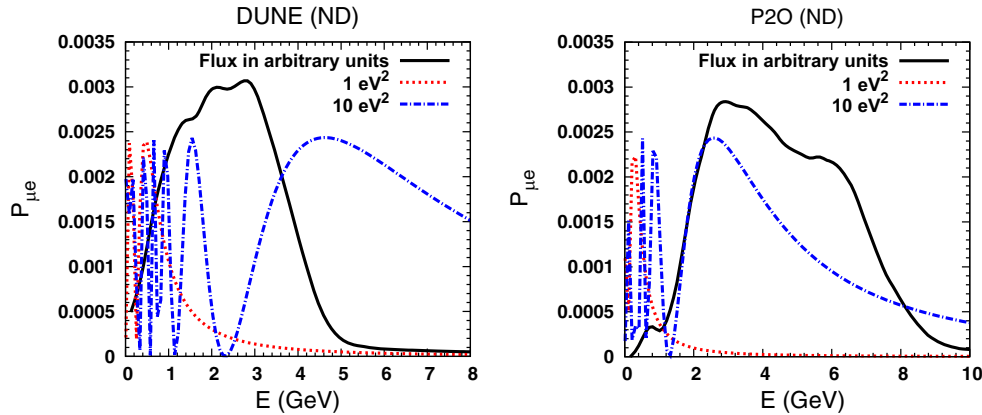 DUNE (ND)
0.0035
0.003
0.0025
0.002
0.0015
0.001
0.0005
0
P_μe
Flux in arbitrary units
1 eV²
10 eV²
0 1 2 3 4 5 6 7 8
E (GeV)
P2O (ND)
0.0035
0.003
0.0025
0.002
0.0015
0.001
0.0005
0
P_μe
Flux in arbitrary units
1 eV²
10 eV²
0 2 4 6 8 10
E (GeV)